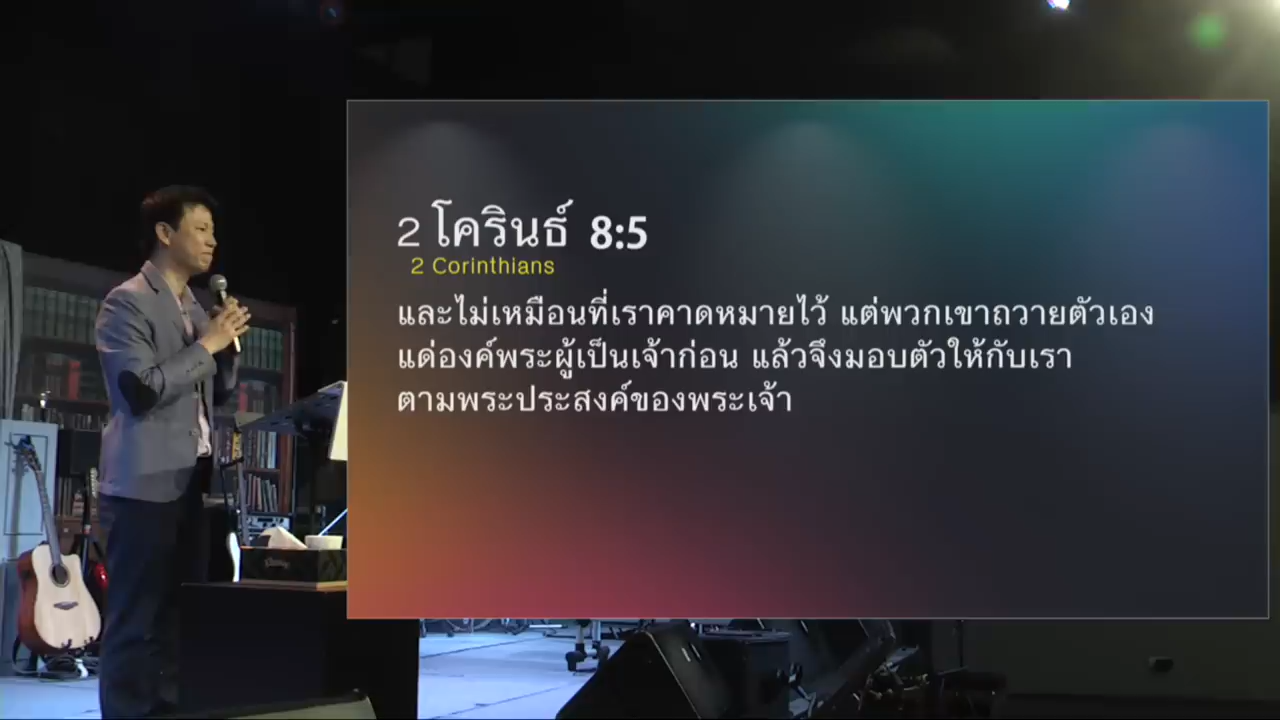 2 โครินธ์ 8:5
2 Corinthians
และไม่เหมือนที่เราคาดหมายไว้ แต่พวกเขาถวายตัวเอง
แด่องค์พระผู้เป็นเจ้าก่อน แล้วจึงมอบตัวให้กับเรา
ตามพระประสงค์ของพระเจ้า